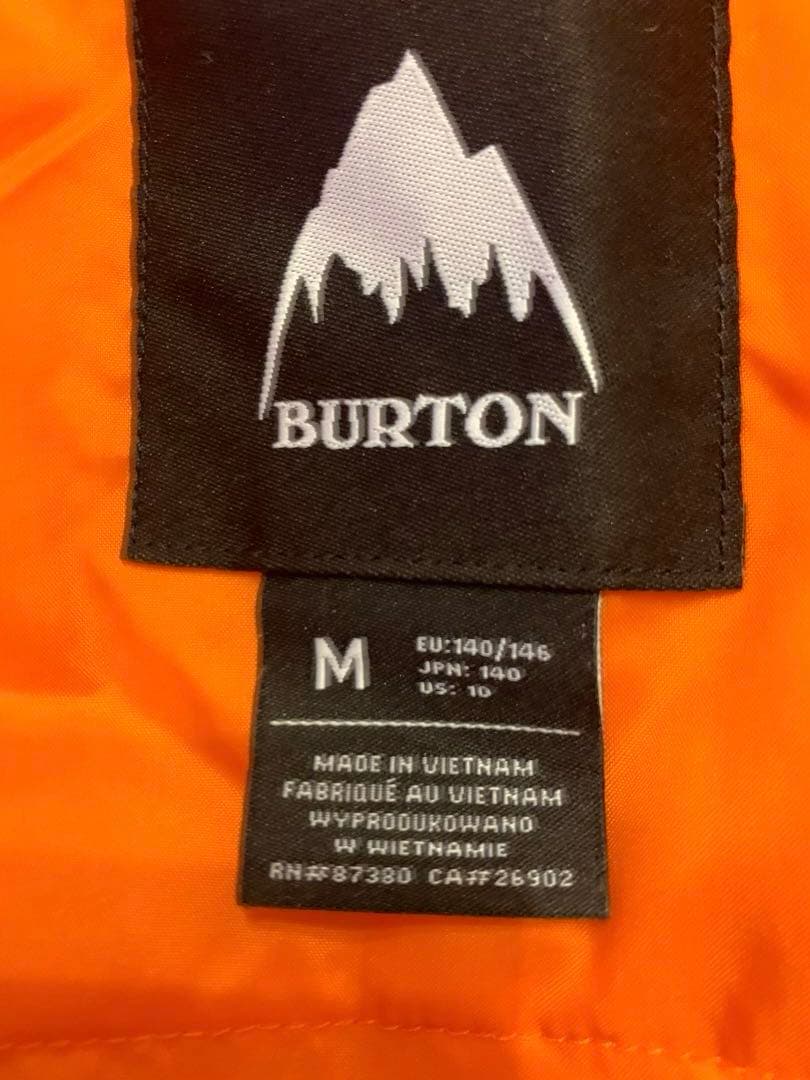 BURTON
M
EU:140/146
JPN: 140
US: 10
MADE IN VIETNAM
FABRIQUÉ AU VIETNAM
WYPRODUKOWANO
W WIETNAMIE
RN#87380 CA#26902